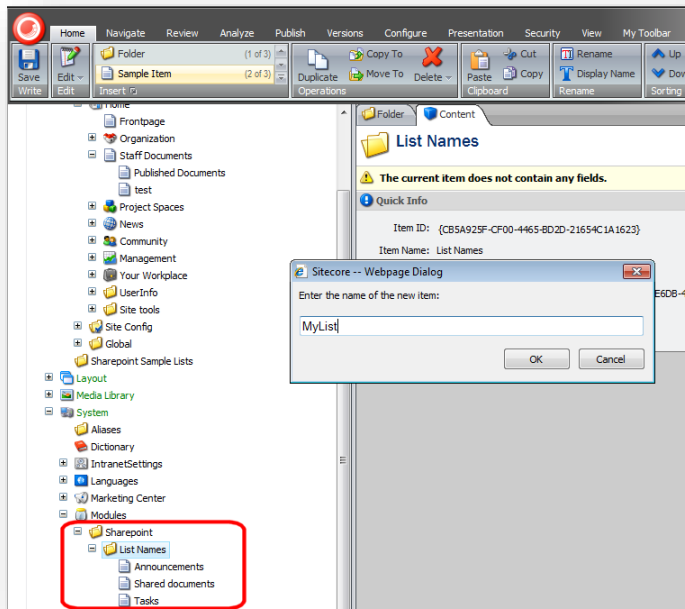 Home Navigate Review Analyze Publish Versions Configure Presentation Security View My Toolbar
Folder (1 of 3) Copy To Cut Rename Up
Sample Item (2 of 3) Move To Copy Display Name Dow
Save Edit Duplicate Delete Paste
Write Edit Insert Operations Clipboard Rename Sorting
Home
Frontpage
Organization
Staff Documents
Published Documents
test
Project Spaces
News
Community
Management
Your Workplace
UserInfo
Site tools
Site Config
Global
Sharepoint Sample Lists
Layout
Media Library
System
Aliases
Dictionary
IntranetSettings
Languages
Marketing Center
Modules
Sharepoint
List Names
Announcements
Shared documents
Tasks
Folder Content
List Names
The current item does not contain any fields.
Quick Info
Item ID: {CB5A925F-CF00-4465-BD2D-21654C1A1623}
Item Name: List Names
E6DB-4
Sitecore -- Webpage Dialog
Enter the name of the new item:
MyList
OK Cancel